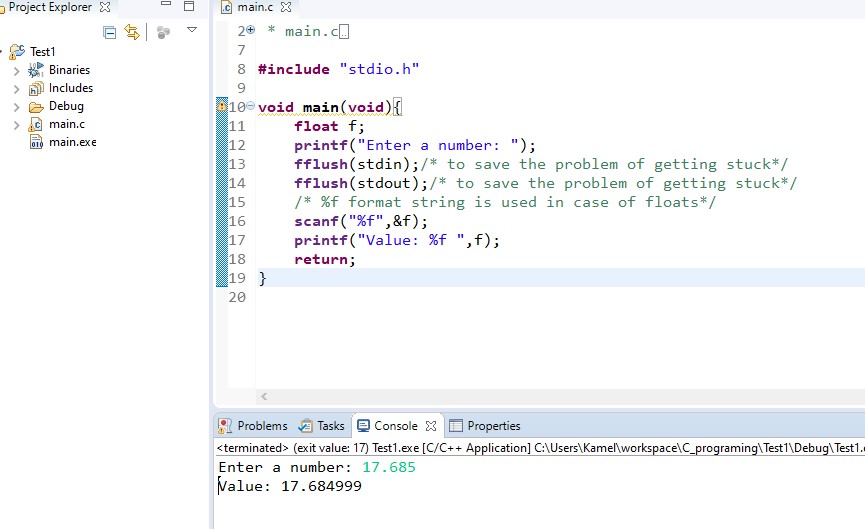 Project Explorer
Test1
Binaries
Includes
Debug
main.c
main.exe
main.c
2 * main.c
7
8 #include "stdio.h"
9
10 void main(void){
11 float f;
12 printf("Enter a number: ");
13 fflush(stdin);/* to save the problem of getting stuck*/
14 fflush(stdout);/* to save the problem of getting stuck*/
15 /* %f format string is used in case of floats*/
16 scanf("%f",&f);
17 printf("Value: %f ",f);
18 return;
19 }
20
Problems Tasks Console Properties
<terminated> (exit value: 17) Test1.exe [C/C++ Application] C:\Users\Kamel\workspace\C_programing\Test1\Debug\Test1.
Enter a number: 17.685
Value: 17.684999